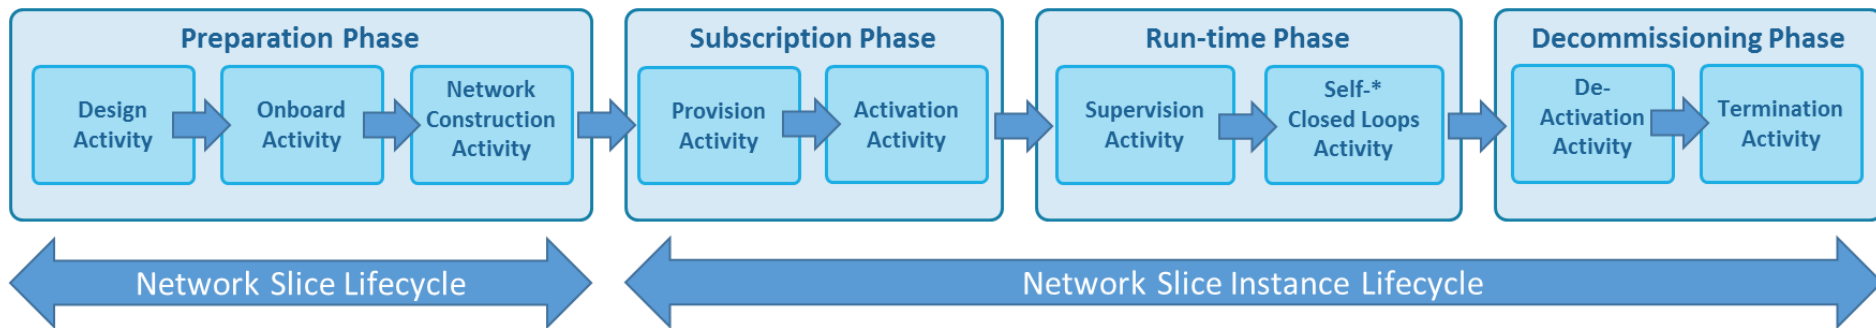 Preparation Phase
Design
Activity
Onboard
Activity
Network
Construction
Activity
Subscription Phase
Provision
Activity
Activation
Activity
Run-time Phase
Supervision
Activity
Self-*
Closed Loops
Activity
Decommissioning Phase
De-
Activation
Activity
Termination
Activity
Network Slice Lifecycle
Network Slice Instance Lifecycle